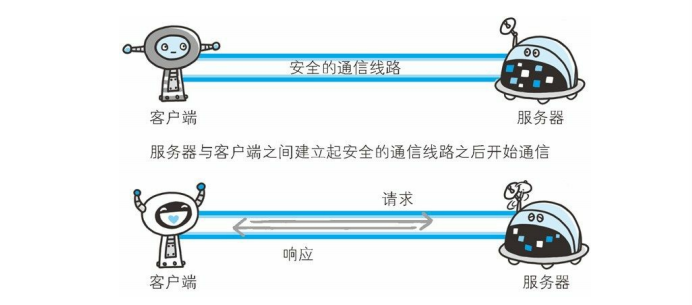 安全的通信线路
客户端
服务器
服务器与客户端之间建立起安全的通信线路之后开始通信
请求
响应
客户端
服务器